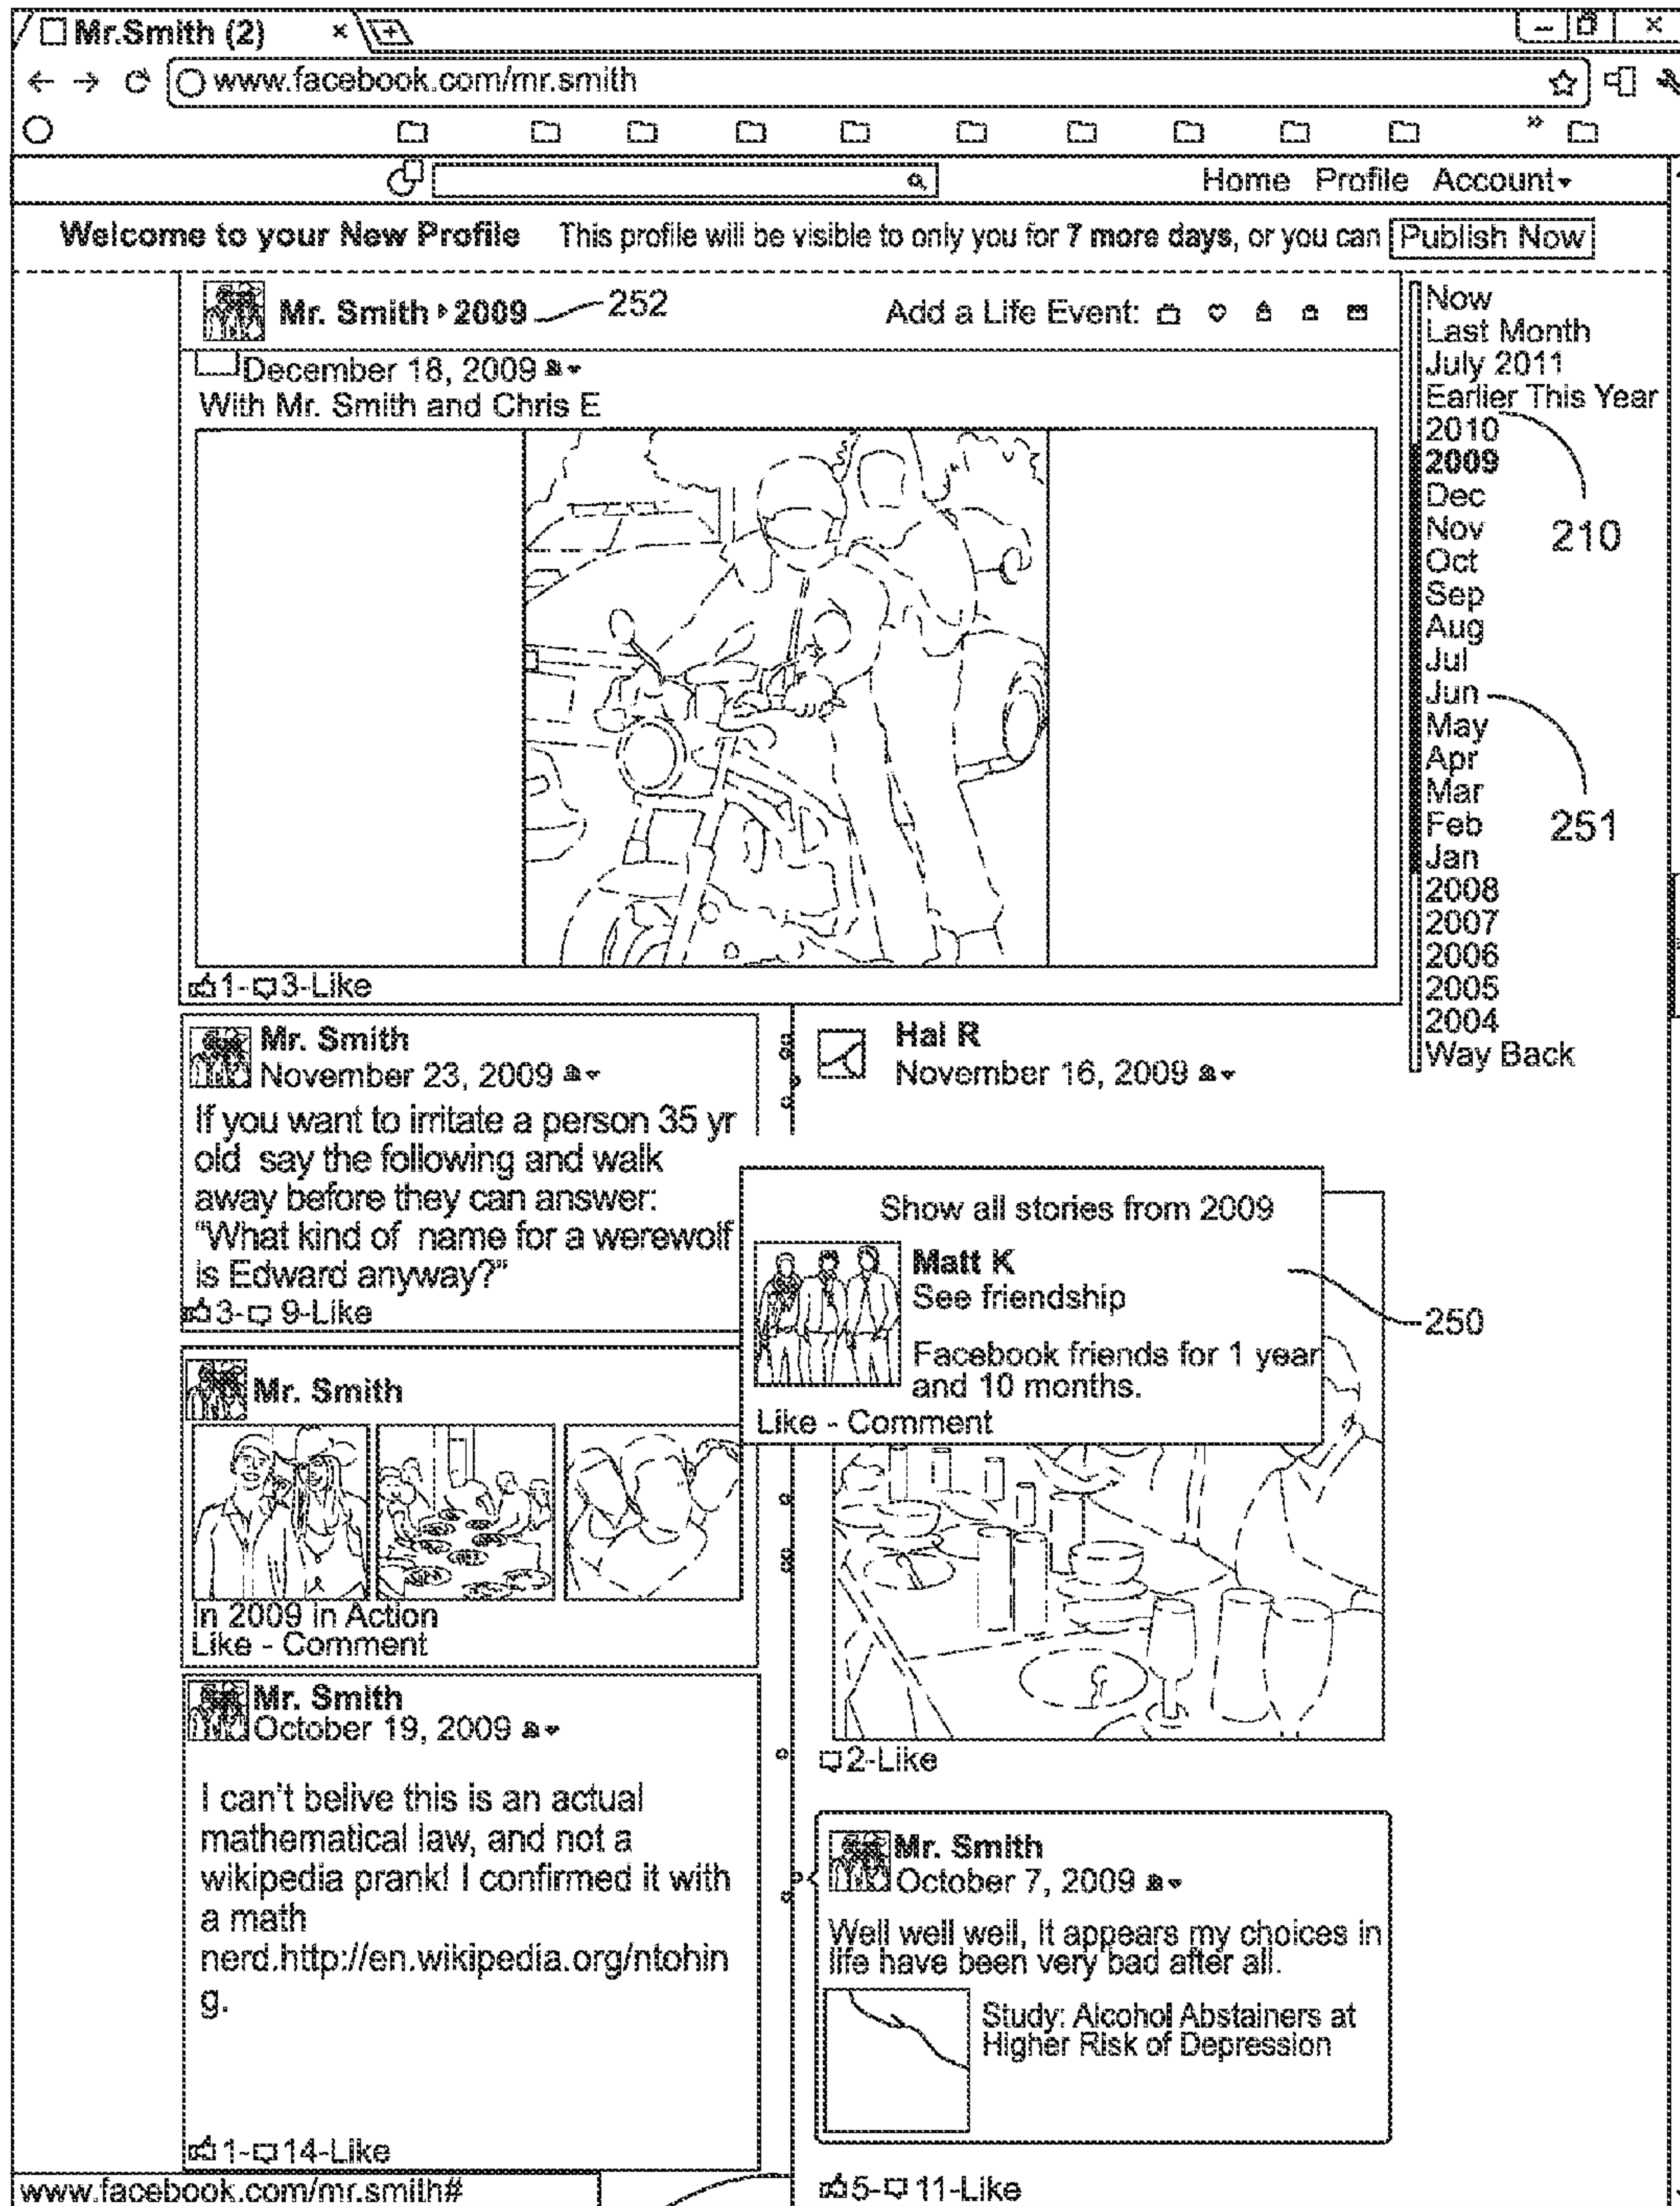 Mr.Smith (2)
www.facebook.com/mr.smith
Home Profile Account
Welcome to your New Profile This profile will be visible to only you for 7 more days, or you can Publish Now
Mr. Smith 2009 252 Add a Life Event:
December 18, 2009
With Mr. Smith and Chris E
1- 3-Like
Now
Last Month
July 2011
Earlier This Year
2010
2009
Dec
Nov
210
Oct
Sep
Aug
Jul
Jun
May
Apr
Mar
Feb
251
Jan
2008
2007
2006
2005
2004
Way Back
Mr. Smith
November 23, 2009
If you want to irritate a person 35 yr
old say the following and walk
away before they can answer:
"What kind of name for a werewolf
is Edward anyway?"
3- 9-Like
Hal R
November 16, 2009
Show all stories from 2009
Matt K
See friendship
Facebook friends for 1 year
and 10 months.
Like - Comment
250
Mr. Smith
In 2009 in Action
Like - Comment
2-Like
Mr. Smith
October 19, 2009
I can't belive this is an actual
mathematical law, and not a
wikipedia prank! I confirmed it with
a math
nerd.http://en.wikipedia.org/ntohin
g.
1- 14-Like
Mr. Smith
October 7, 2009
Well well well, It appears my choices in
life have been very bad after all.
Study: Alcohol Abstainers at
Higher Risk of Depression
5- 11-Like
www.facebook.com/mr.smith#